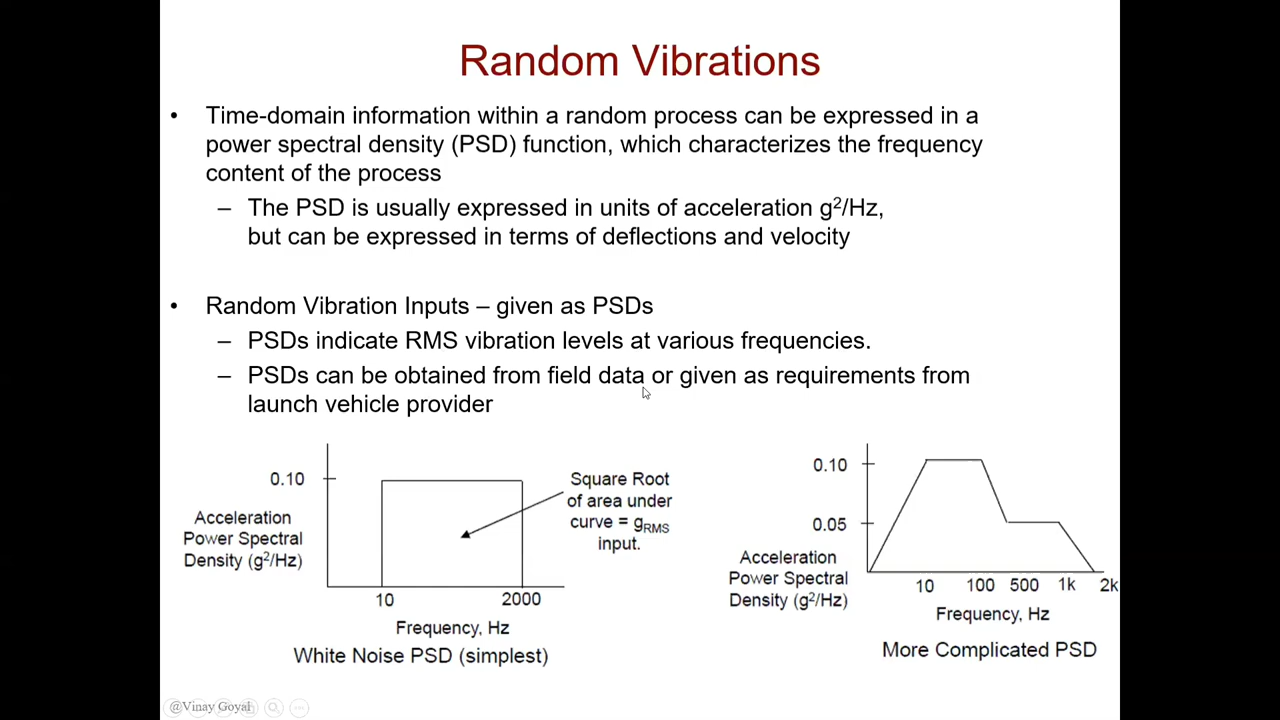 Random Vibrations
• Time-domain information within a random process can be expressed in a
power spectral density (PSD) function, which characterizes the frequency
content of the process
– The PSD is usually expressed in units of acceleration g²/Hz,
but can be expressed in terms of deflections and velocity
• Random Vibration Inputs – given as PSDs
– PSDs indicate RMS vibration levels at various frequencies.
– PSDs can be obtained from field data or given as requirements from
launch vehicle provider
0.10
Acceleration
Power Spectral
Density (g²/Hz)
Square Root
of area under
curve = gRMS
input.
10 2000
Frequency, Hz
White Noise PSD (simplest)
0.10
0.05
Acceleration
Power Spectral
Density (g²/Hz)
10 100 500 1k 2k
Frequency, Hz
More Complicated PSD
@Vinay Goyal